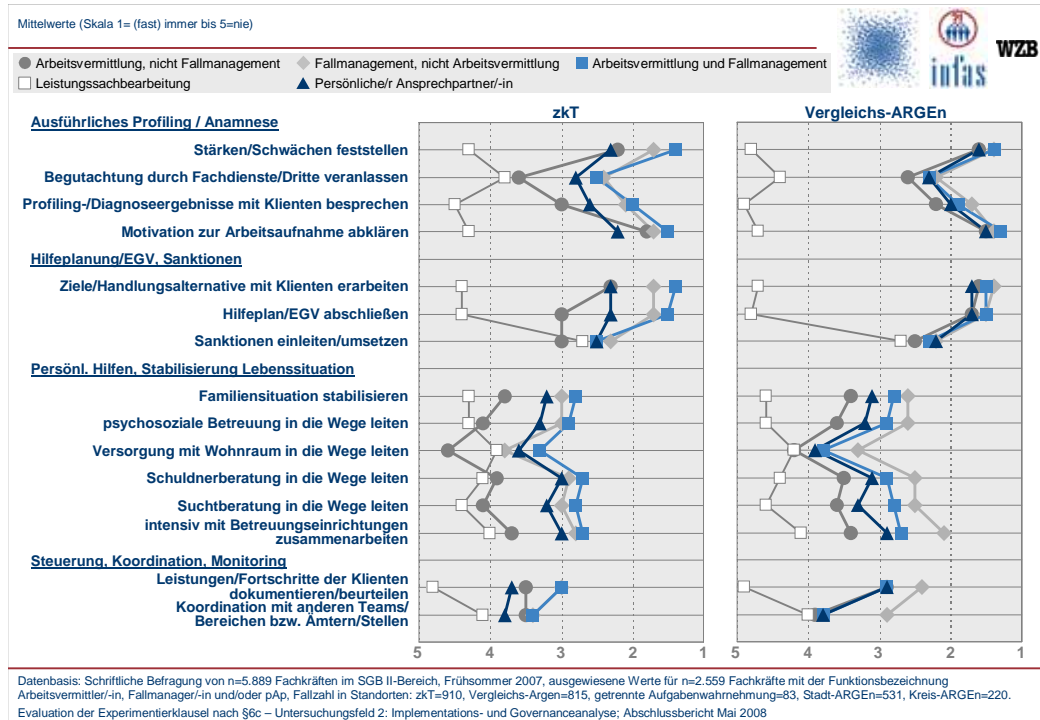 Mittelwerte (Skala 1= (fast) immer bis 5=nie)
infas
WZB
Arbeitsvermittlung, nicht Fallmanagement
Fallmanagement, nicht Arbeitsvermittlung
Arbeitsvermittlung und Fallmanagement
Leistungssachbearbeitung
Persönliche/r Ansprechpartner/-in
zkT
Vergleichs-ARGEn
Ausführliches Profiling / Anamnese
Stärken/Schwächen feststellen
Begutachtung durch Fachdienste/Dritte veranlassen
Profiling-/Diagnoseergebnisse mit Klienten besprechen
Motivation zur Arbeitsaufnahme abklären
Hilfeplanung/EGV, Sanktionen
Ziele/Handlungsalternative mit Klienten erarbeiten
Hilfeplan/EGV abschließen
Sanktionen einleiten/umsetzen
Persönl. Hilfen, Stabilisierung Lebenssituation
Familiensituation stabilisieren
psychosoziale Betreuung in die Wege leiten
Versorgung mit Wohnraum in die Wege leiten
Schuldnerberatung in die Wege leiten
Suchtberatung in die Wege leiten
intensiv mit Betreuungseinrichtungen
zusammenarbeiten
Steuerung, Koordination, Monitoring
Leistungen/Fortschritte der Klienten
dokumentieren/beurteilen
Koordination mit anderen Teams/
Bereichen bzw. Ämtern/Stellen
5 4 3 2 1
5 4 3 2 1
Datenbasis: Schriftliche Befragung von n=5.889 Fachkräften im SGB II-Bereich, Frühsommer 2007, ausgewiesene Werte für n=2.559 Fachkräfte mit der Funktionsbezeichnung
Arbeitsvermittler/-in, Fallmanager/-in und/oder pAp, Fallzahl in Standorten: zkT=910, Vergleichs-Argen=815, getrennte Aufgabenwahrnehmung=83, Stadt-ARGEn=531, Kreis-ARGEn=220.
Evaluation der Experimentierklausel nach §6c – Untersuchungsfeld 2: Implementations- und Governanceanalyse; Abschlussbericht Mai 2008